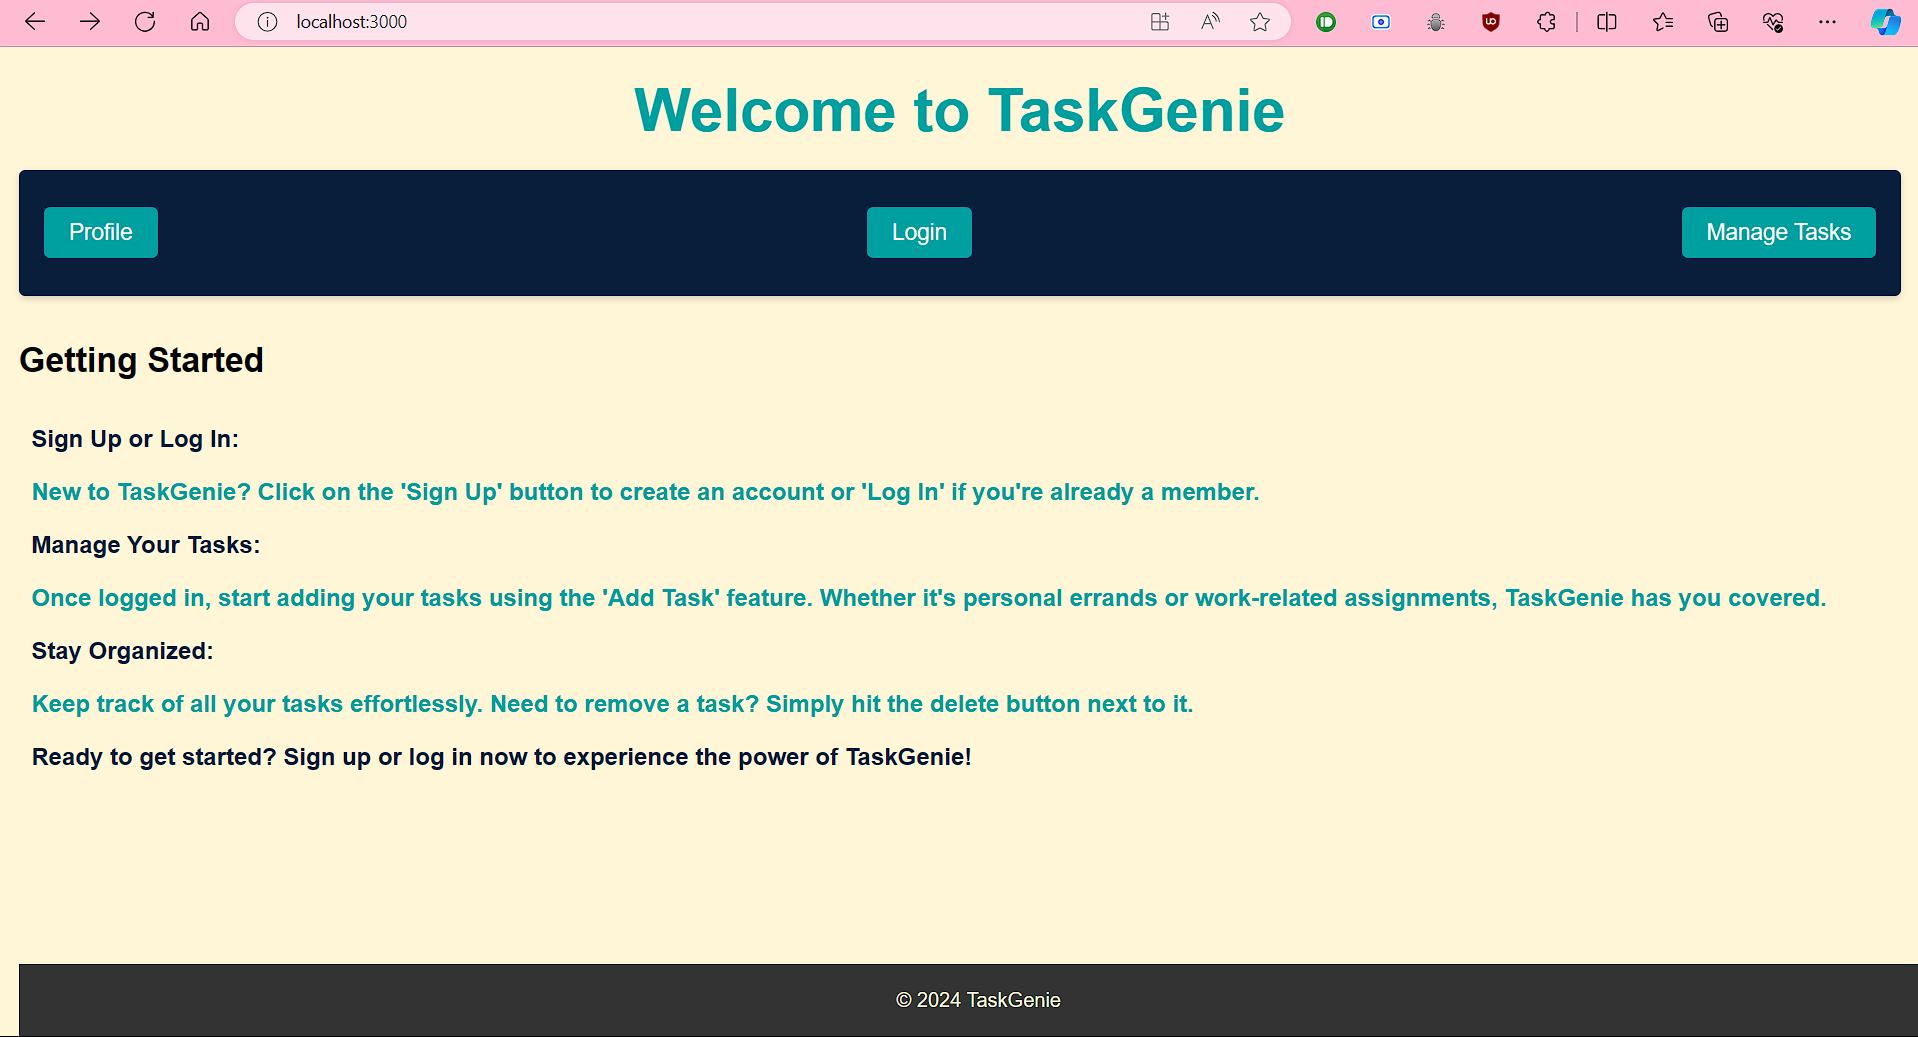 localhost:3000
Welcome to TaskGenie
Profile
Login
Manage Tasks
Getting Started
Sign Up or Log In:
New to TaskGenie? Click on the 'Sign Up' button to create an account or 'Log In' if you're already a member.
Manage Your Tasks:
Once logged in, start adding your tasks using the 'Add Task' feature. Whether it's personal errands or work-related assignments, TaskGenie has you covered.
Stay Organized:
Keep track of all your tasks effortlessly. Need to remove a task? Simply hit the delete button next to it.
Ready to get started? Sign up or log in now to experience the power of TaskGenie!
© 2024 TaskGenie